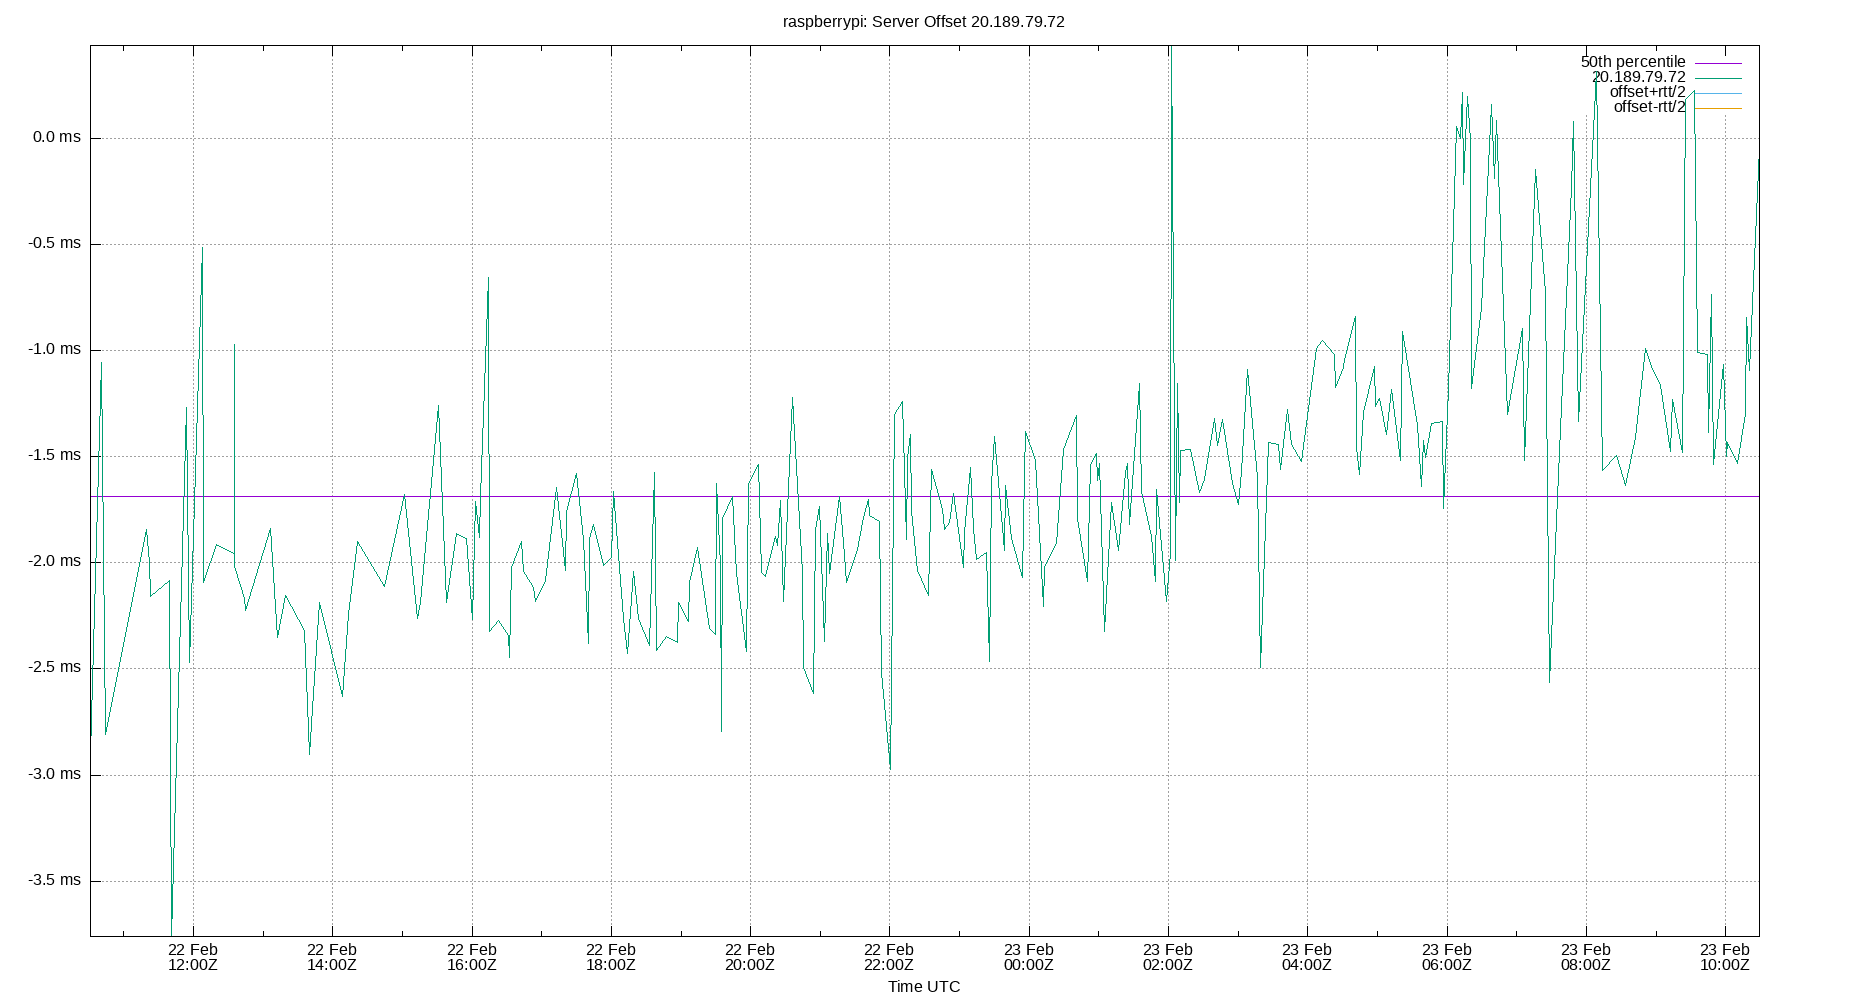 raspberrypi: Server Offset 20.189.79.72
50th percentile
20.189.79.72
offset+rtt/2
offset-rtt/2
0.0 ms
-0.5 ms
-1.0 ms
-1.5 ms
-2.0 ms
-2.5 ms
-3.0 ms
-3.5 ms
22 Feb 22 Feb 22 Feb 22 Feb 22 Feb 22 Feb 23 Feb 23 Feb 23 Feb 23 Feb 23 Feb 23 Feb
12:00Z 14:00Z 16:00Z 18:00Z 20:00Z 22:00Z 00:00Z 02:00Z 04:00Z 06:00Z 08:00Z 10:00Z
Time UTC